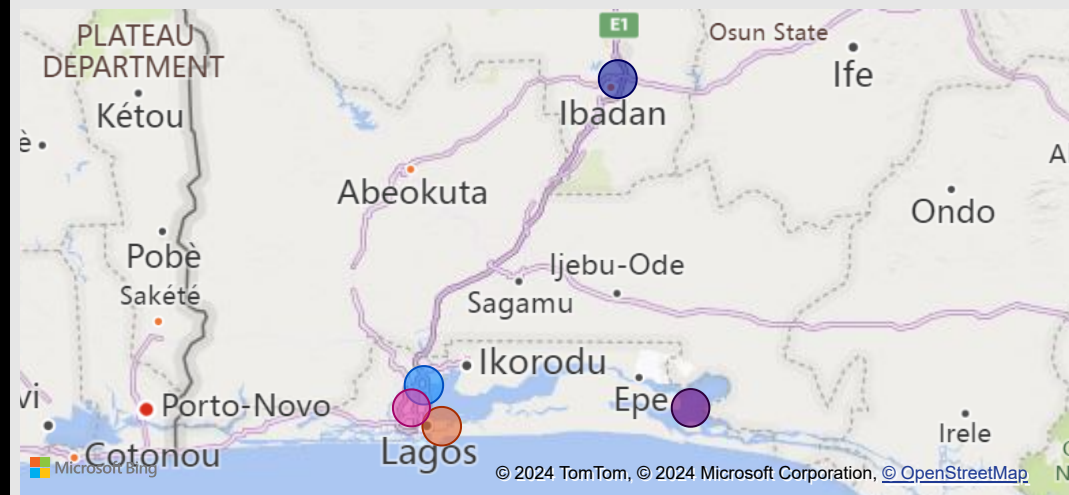 E1
PLATEAU
DEPARTMENT
Osun State
Ife
Kétou
Ibadan
è
A
Abeokuta
Ondo
Pobè
Ijebu-Ode
Sakété
Sagamu
Ikorodu
vi
Porto-Novo
Epe
Irele
Lagos
Cotonou
Microsoft Bing
© 2024 TomTom, © 2024 Microsoft Corporation, © OpenStreetMap
N